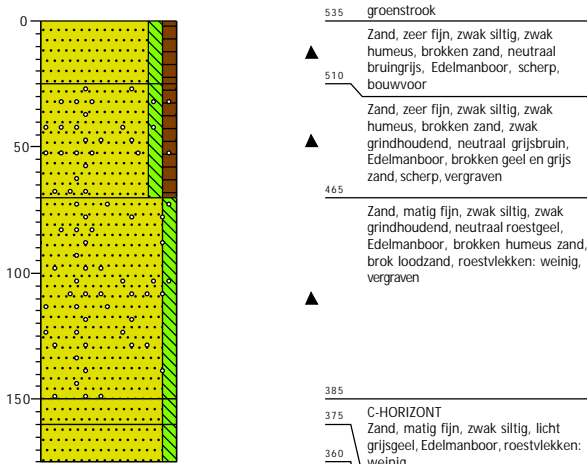 0
50
100
150
535
groenstrook
Zand, zeer fijn, zwak siltig, zwak
humeus, brokken zand, neutraal
bruingrijs, Edelmanboor, scherp,
bouwvoor
510
Zand, zeer fijn, zwak siltig, zwak
humeus, brokken zand, zwak
grindhoudend, neutraal grijsbruin,
Edelmanboor, brokken geel en grijs
zand, scherp, vergraven
465
Zand, matig fijn, zwak siltig, zwak
grindhoudend, neutraal roestgeel,
Edelmanboor, brokken humeus zand,
brok loodzand, roestvlekken: weinig,
vergraven
385
C-HORIZONT
375
Zand, matig fijn, zwak siltig, licht
grijsgeel, Edelmanboor, roestvlekken:
360
weinig